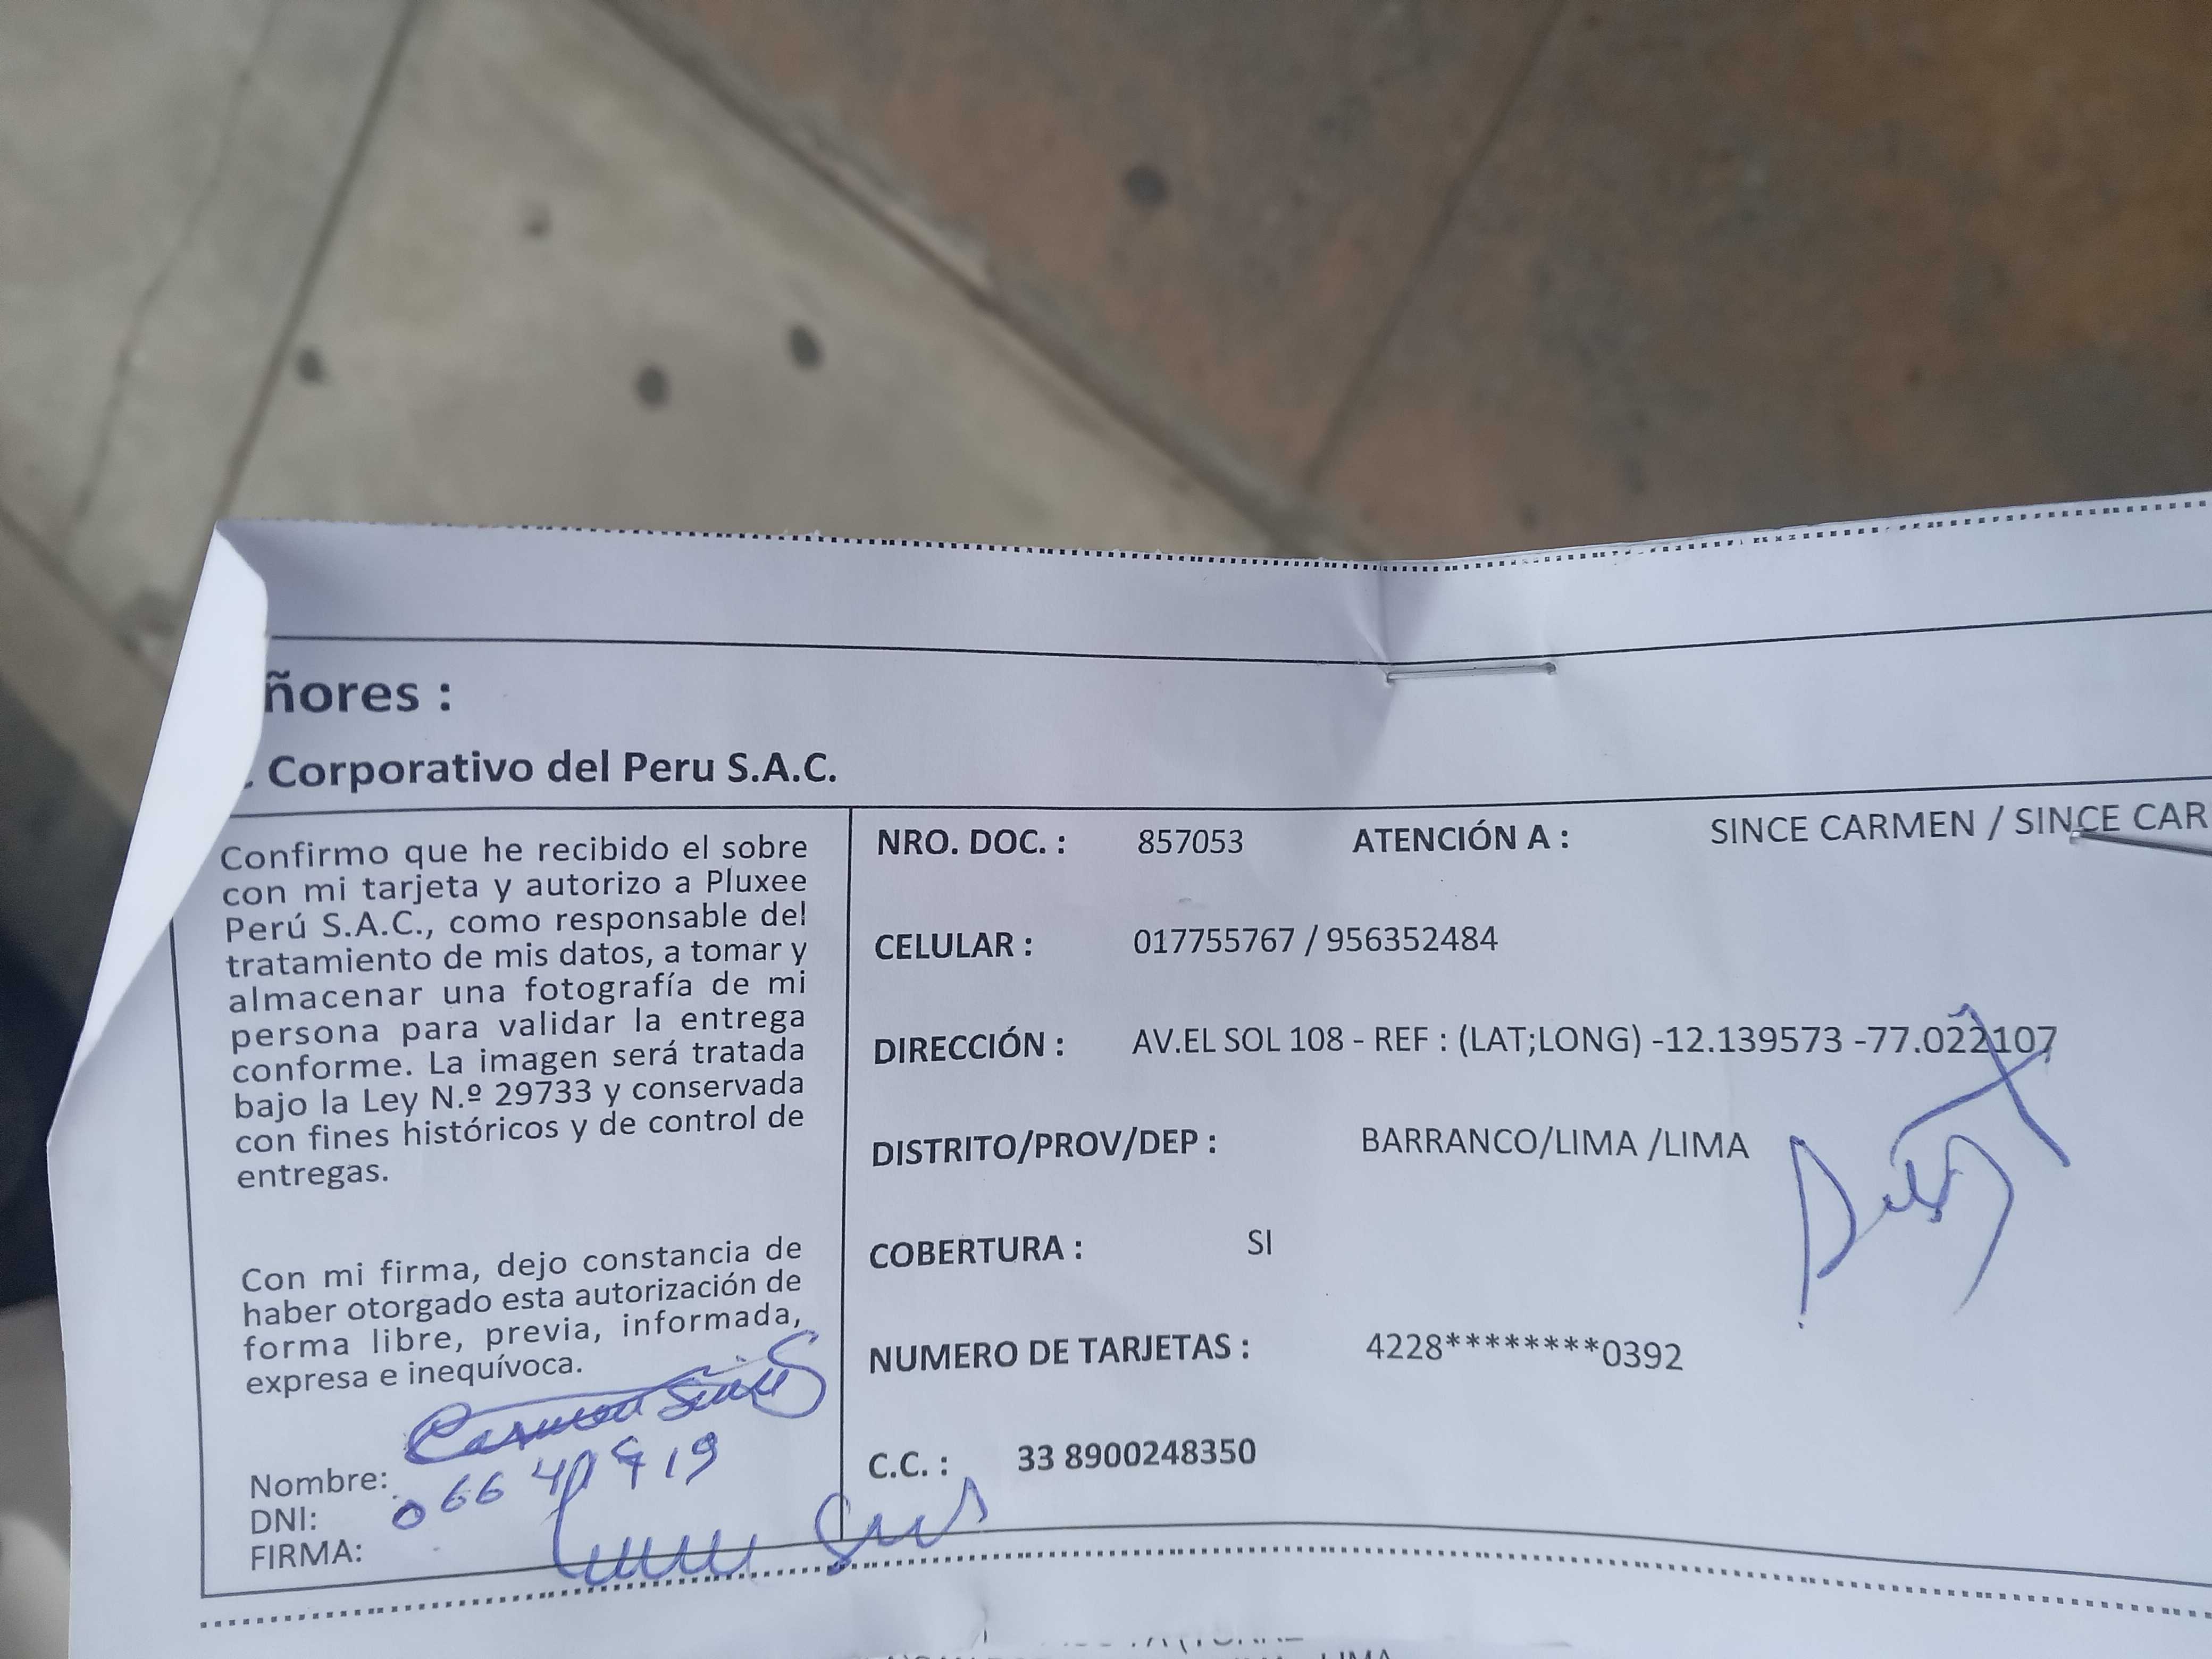 ñores :
. Corporativo del Peru S.A.C.
Confirmo que he recibido el sobre
con mi tarjeta y autorizo a Pluxee
Perú S.A.C., como responsable del
tratamiento de mis datos, a tomar y
almacenar una fotografía de mi
persona para validar la entrega
conforme. La imagen será tratada
bajo la Ley N.º 29733 y conservada
con fines históricos y de control de
entregas.
Con mi firma, dejo constancia de
haber otorgado esta autorización de
forma libre, previa, informada,
expresa e inequívoca.
Nombre: Carmen
DNI:
FIRMA:
NRO. DOC. : 857053 ATENCIÓN A : SINCE CARMEN / SINCE CAR
CELULAR : 017755767 / 956352484
DIRECCIÓN : AV.EL SOL 108 - REF : (LAT;LONG) -12.139573 -77.022107
DISTRITO/PROV/DEP : BARRANCO/LIMA /LIMA
COBERTURA : SI
NUMERO DE TARJETAS : 4228********0392
C.C. : 33 8900248350